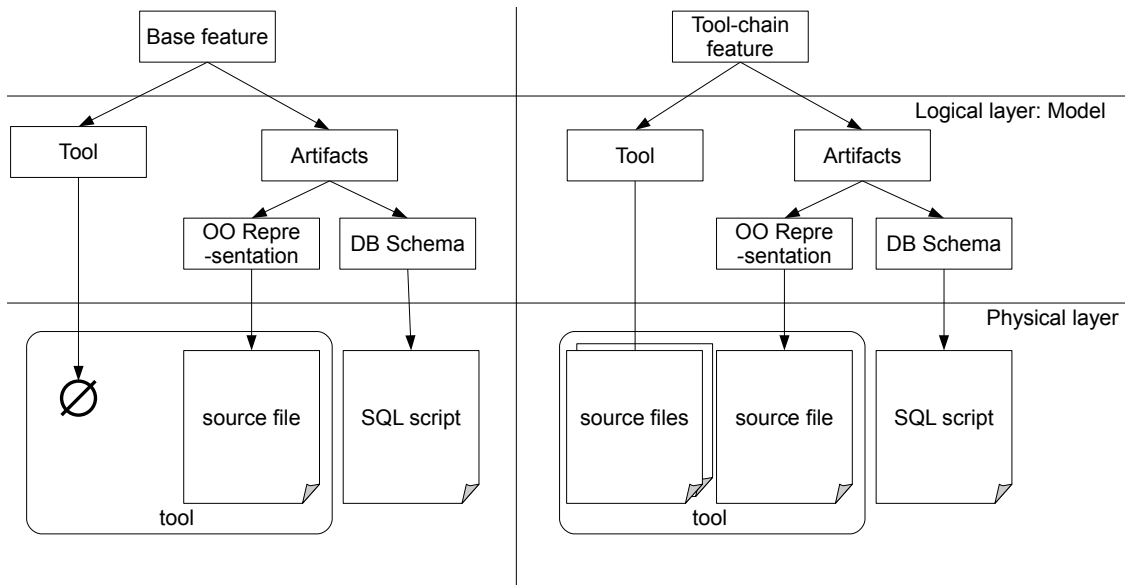 Base feature
Tool-chain
feature
Logical layer: Model
Tool
Artifacts
Tool
Artifacts
OO Repre
-sentation
DB Schema
OO Repre
-sentation
DB Schema
Physical layer
source file
SQL script
source files
source file
SQL script
tool
tool